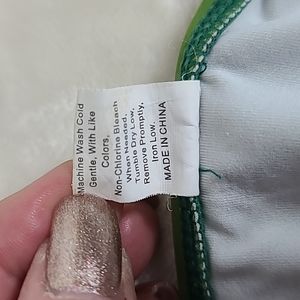 Machine Wash Cold
Gentle, With Like
Colors,
Non-Chlorine Bleach
When Needed,
Tumble Dry Low,
Remove Promptly,
Iron Low,
MADE IN CHINA